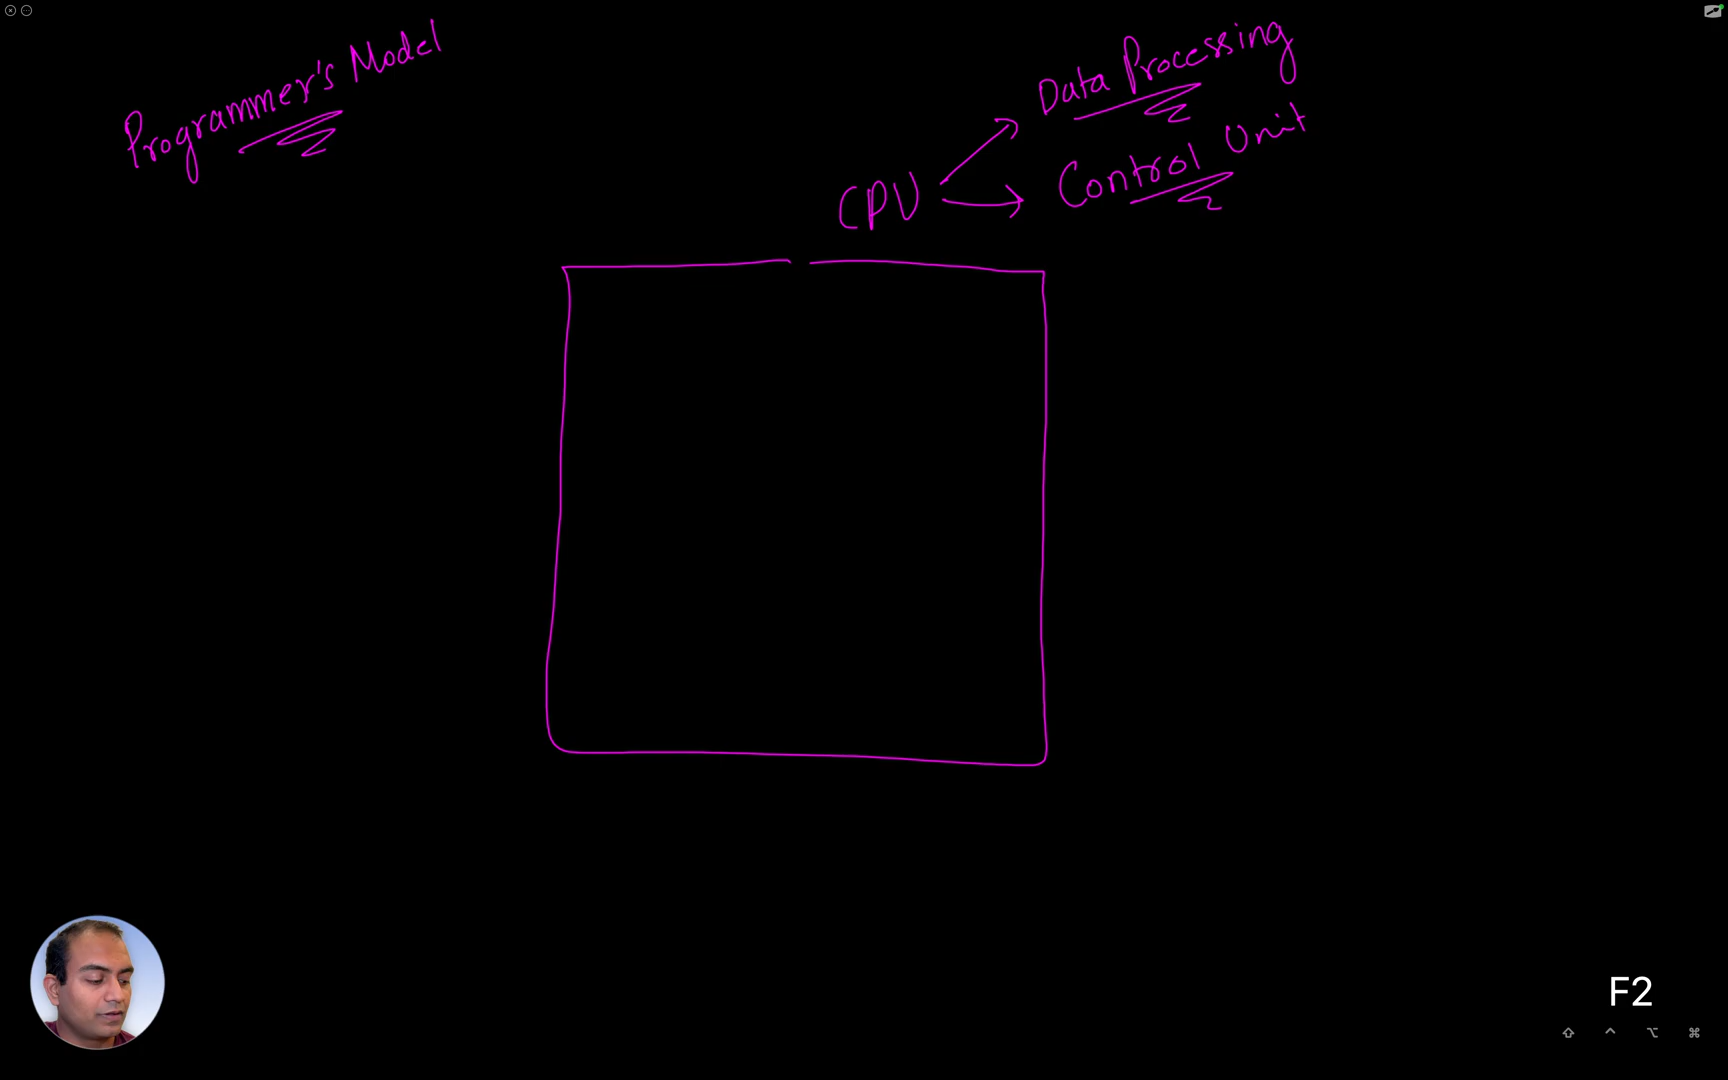 Programmer's Model
Data Processing
Control Unit
CPU
F2